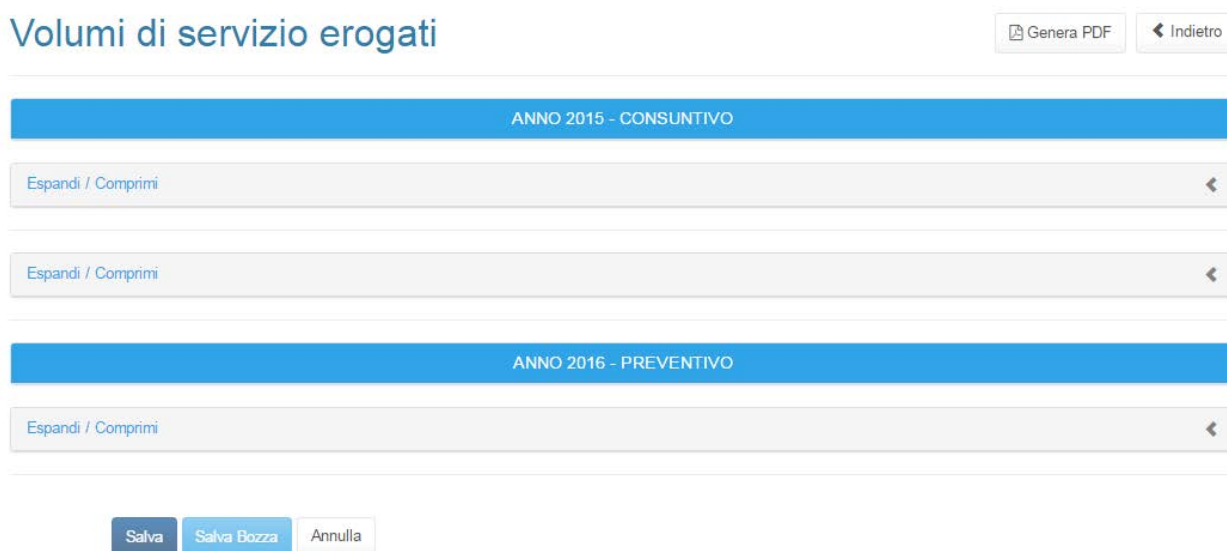 Volumi di servizio erogati
Genera PDF
Indietro
ANNO 2015 - CONSUNTIVO
Espandi / Comprimi
Espandi / Comprimi
ANNO 2016 - PREVENTIVO
Espandi / Comprimi
Salva
Salva Bozza
Annulla